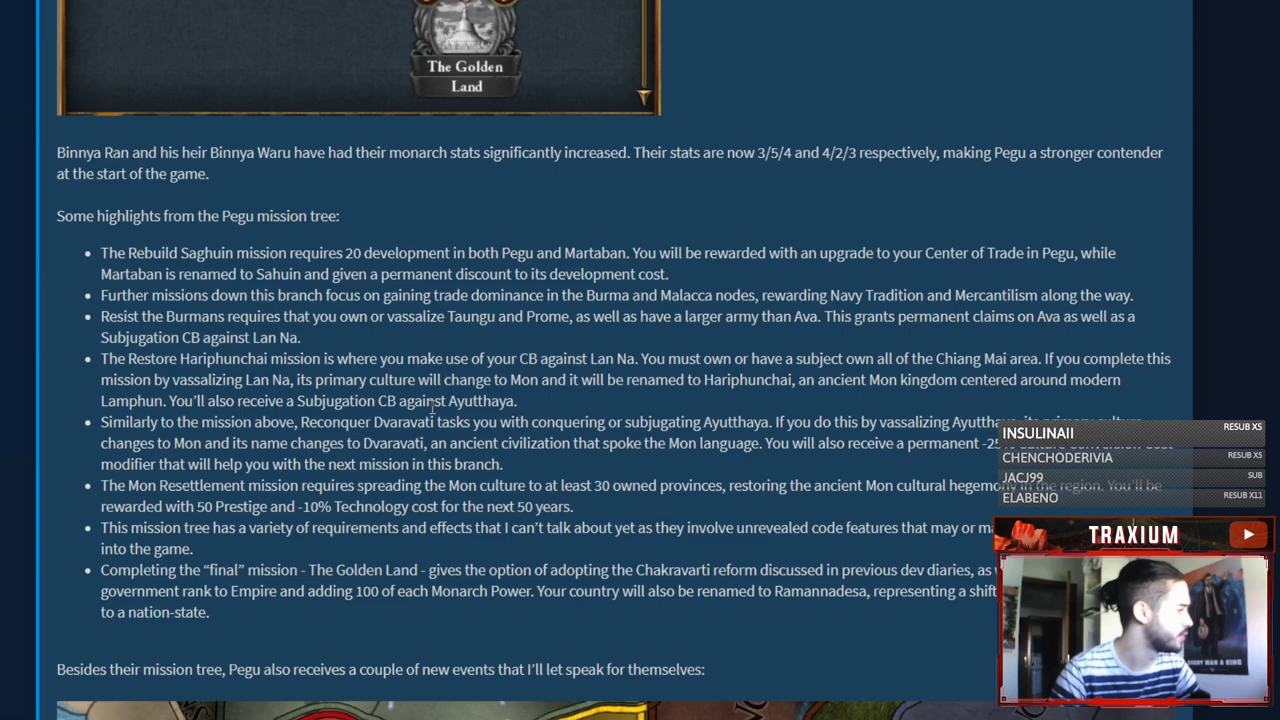 The Golden
Land
Binnya Ran and his heir Binnya Waru have had their monarch stats significantly increased. Their stats are now 3/5/4 and 4/2/3 respectively, making Pegu a stronger contender
at the start of the game.
Some highlights from the Pegu mission tree:
• The Rebuild Saghuin mission requires 20 development in both Pegu and Martaban. You will be rewarded with an upgrade to your Center of Trade in Pegu, while
Martaban is renamed to Sahuin and given a permanent discount to its development cost.
• Further missions down this branch focus on gaining trade dominance in the Burma and Malacca nodes, rewarding Navy Tradition and Mercantilism along the way.
• Resist the Burmans requires that you own or vassalize Taungu and Prome, as well as have a larger army than Ava. This grants permanent claims on Ava as well as a
Subjugation CB against Lan Na.
• The Restore Hariphunchai mission is where you make use of your CB against Lan Na. You must own or have a subject own all of the Chiang Mai area. If you complete this
mission by vassalizing Lan Na, its primary culture will change to Mon and it will be renamed to Hariphunchai, an ancient Mon kingdom centered around modern
Lamphun. You'll also receive a Subjugation CB against Ayutthaya.
• Similarly to the mission above, Reconquer Dvaravati tasks you with conquering or subjugating Ayutthaya. If you do this by vassalizing Ayutthaya, its primary culture
changes to Mon and its name changes to Dvaravati, an ancient civilization that spoke the Mon language. You will also receive a permanent
modifier that will help you with the next mission in this branch.
• The Mon Resettlement mission requires spreading the Mon culture to at least 30 owned provinces, restoring the ancient Mon cultural hegemony in the region. You'll be
rewarded with 50 Prestige and -10% Technology cost for the next 50 years.
• This mission tree has a variety of requirements and effects that I can't talk about yet as they involve unrevealed code features that may or
into the game.
• Completing the “final” mission - The Golden Land - gives the option of adopting the Chakravarti reform discussed in previous dev diaries, as
government rank to Empire and adding 100 of each Monarch Power. Your country will also be renamed to Ramannadesa, representing a shift
to a nation-state.
Besides their mission tree, Pegu also receives a couple of new events that I'll let speak for themselves:
INSULINAII RESUB X5
CHENCHODERIVIA RESUB X5
JACJ99 SUB
ELABENO RESUB X11
TRAXIUM
EVERY MAN A KING